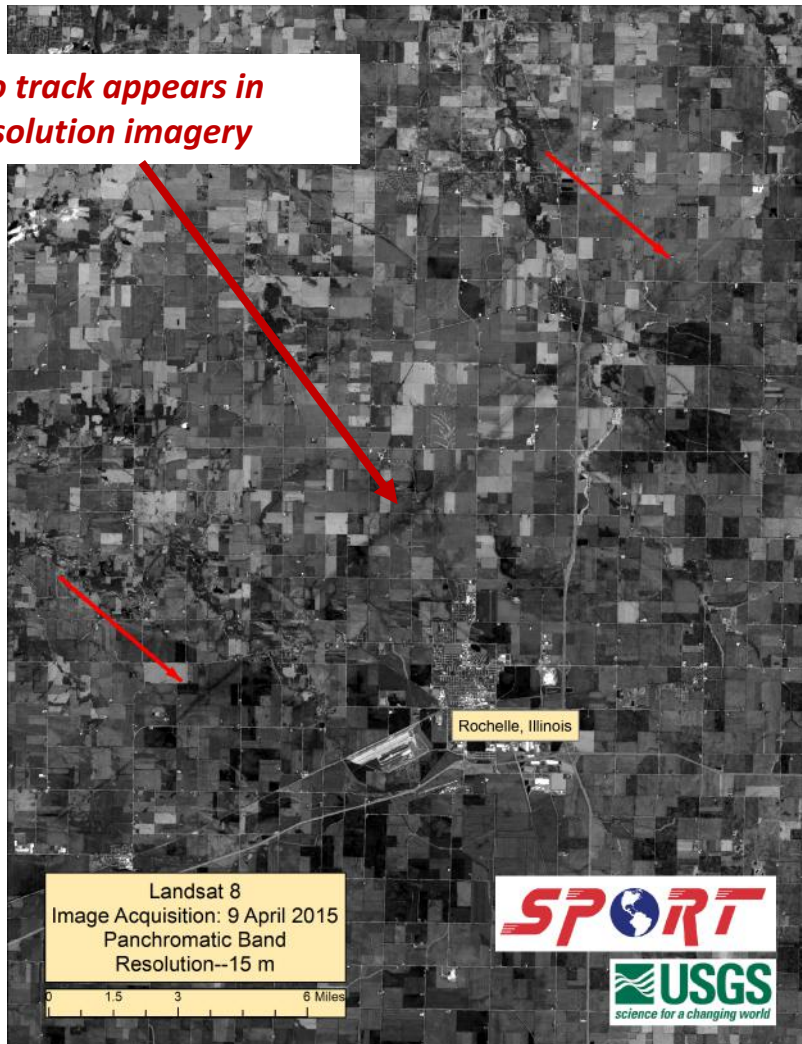 track appears in
solution imagery
Rochelle, Illinois
Landsat 8
Image Acquisition: 9 April 2015
Panchromatic Band
Resolution--15 m
0 1.5 3 6 Miles
SPoRT
USGS
science for a changing world